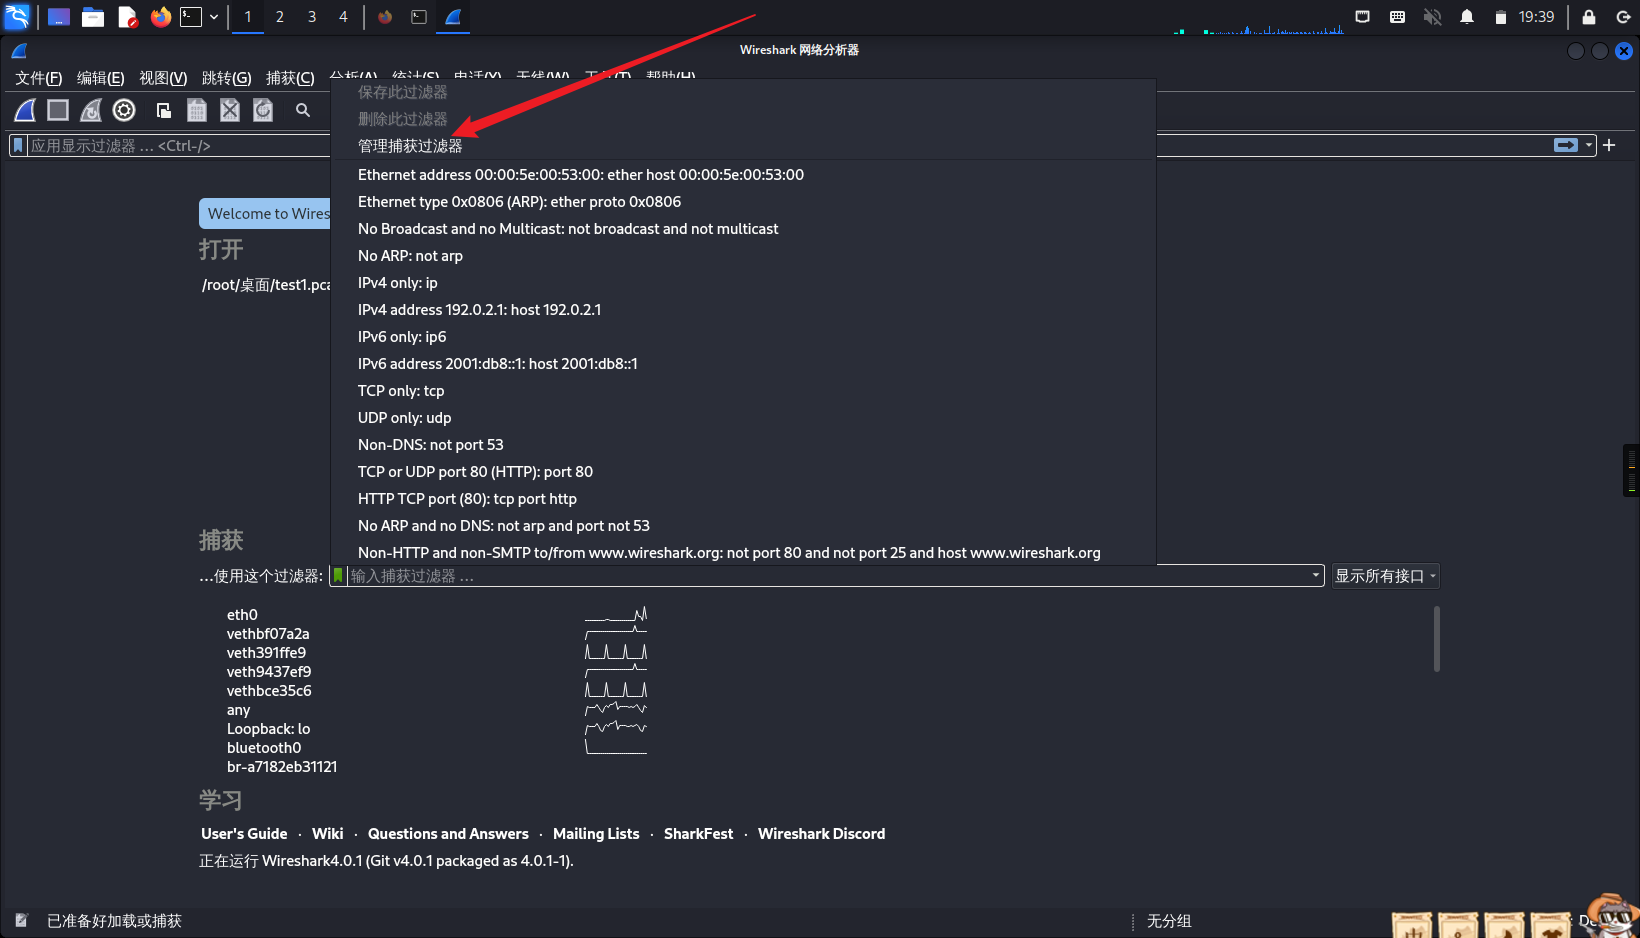 1 2 3 4
19:39
Wireshark 网络分析器
文件(F) 编辑(E) 视图(V) 跳转(G) 捕获(C) 分析(A) 统计(S) 电话(Y) 无线(W) 工具(T) 帮助(H)
保存此过滤器
删除此过滤器
管理捕获过滤器
应用显示过滤器 … <Ctrl-/>
Ethernet address 00:00:5e:00:53:00: ether host 00:00:5e:00:53:00
Ethernet type 0x0806 (ARP): ether proto 0x0806
No Broadcast and no Multicast: not broadcast and not multicast
No ARP: not arp
IPv4 only: ip
IPv4 address 192.0.2.1: host 192.0.2.1
IPv6 only: ip6
IPv6 address 2001:db8::1: host 2001:db8::1
TCP only: tcp
UDP only: udp
Non-DNS: not port 53
TCP or UDP port 80 (HTTP): port 80
HTTP TCP port (80): tcp port http
No ARP and no DNS: not arp and port not 53
Non-HTTP and non-SMTP to/from www.wireshark.org: not port 80 and not port 25 and host www.wireshark.org
Welcome to Wires
打开
/root/桌面/test1.pca
捕获
…使用这个过滤器: 输入捕获过滤器 … 显示所有接口
eth0
vethbf07a2a
veth391ffe9
veth9437ef9
vethbce35c6
any
Loopback: lo
bluetooth0
br-a7182eb31121
学习
User's Guide · Wiki · Questions and Answers · Mailing Lists · SharkFest · Wireshark Discord
正在运行 Wireshark4.0.1 (Git v4.0.1 packaged as 4.0.1-1).
已准备好加载或捕获
无分组